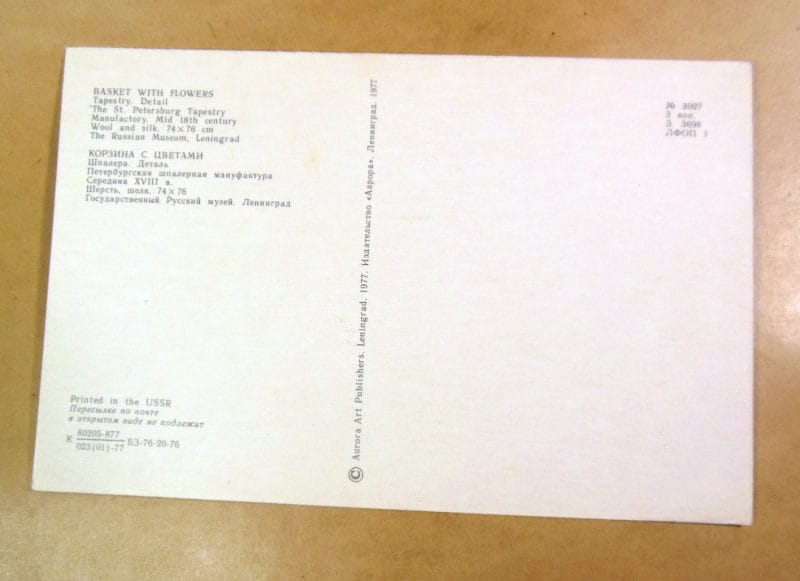 BASKET WITH FLOWERS
Tapestry. Detail
The St. Petersburg Tapestry
Manufactory. Mid 18th century
Wool and silk. 74×76 cm
The Russian Museum, Leningrad
КОРЗИНА С ЦВЕТАМИ
Шпалера. Деталь
Петербургская шпалерная мануфактура
Середина XVIII в.
Шерсть, шелк. 74×76
Государственный Русский музей. Ленинград
Printed in the USSR
Пересылке по почте
в открытом виде не подлежит
К 80205-877
023(01)-77 БЗ-76-20-76
© Aurora Art Publishers. Leningrad. 1977. Издательство «Аврора». Ленинград. 1977
№ 3027
3 коп.
З. 3698
ЛФОП 1